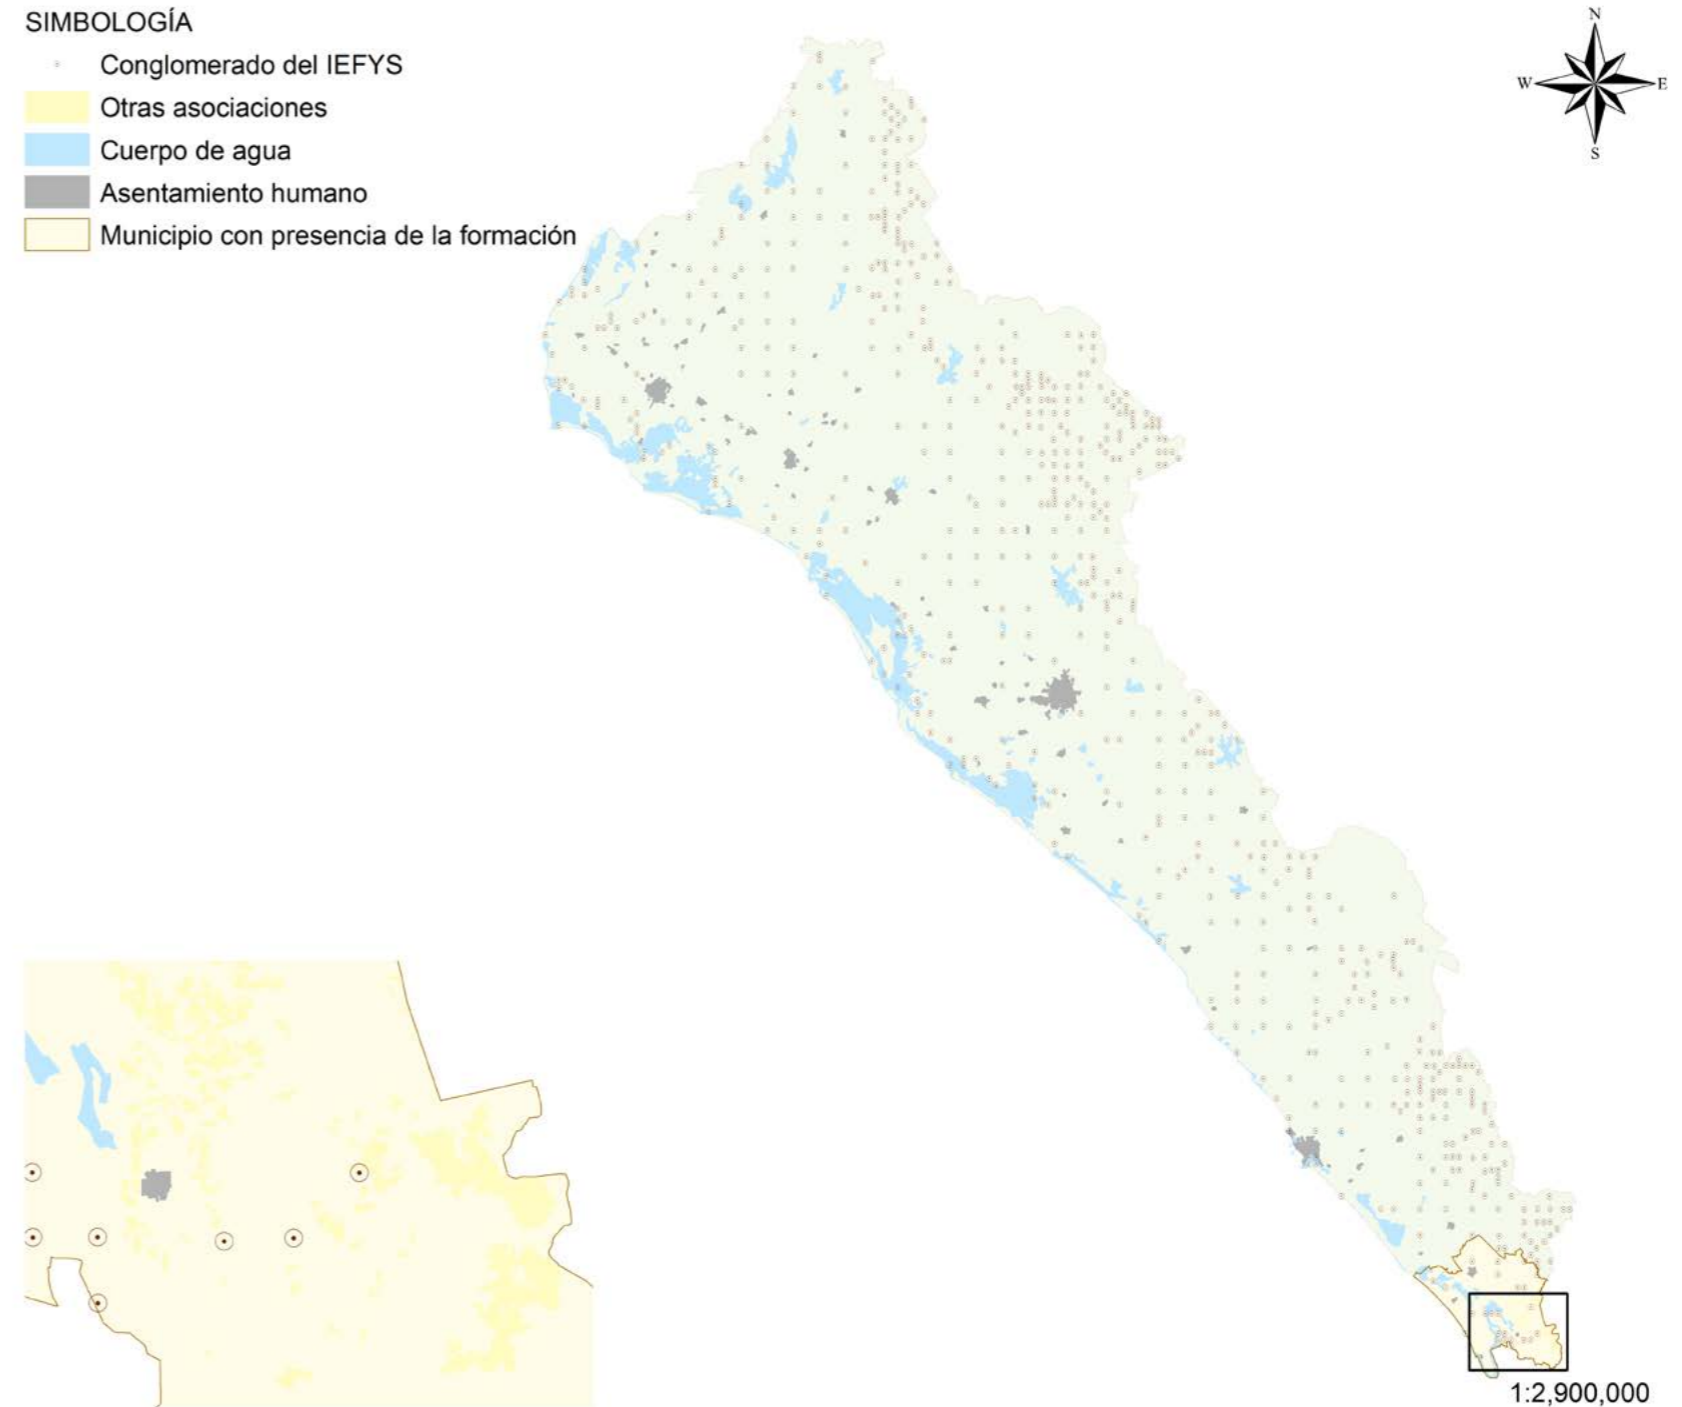 SIMBOLOGÍA
Conglomerado del IEFYS
Otras asociaciones
Cuerpo de agua
Asentamiento humano
Municipio con presencia de la formación
N
W E
S
1:2,900,000